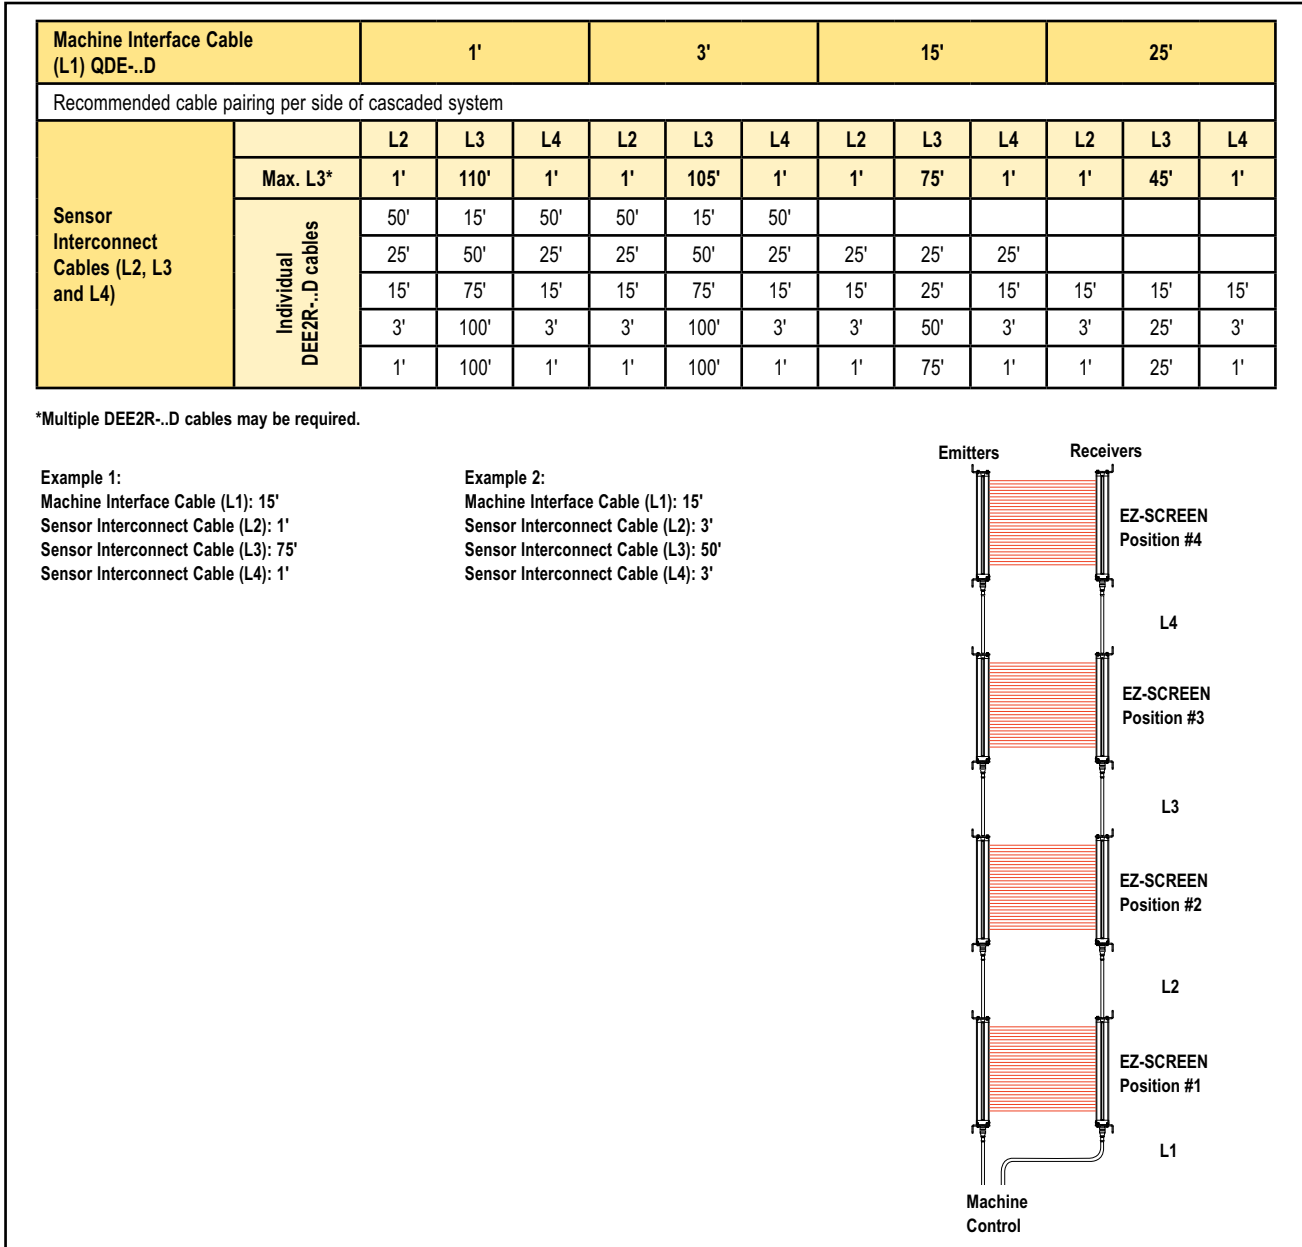 Machine Interface Cable
(L1) QDE-..D
1' 3' 15' 25'
Recommended cable pairing per side of cascaded system
Sensor
Interconnect
Cables (L2, L3
and L4)
L2 L3 L4 L2 L3 L4 L2 L3 L4 L2 L3 L4
Max. L3* 1' 110' 1' 1' 105' 1' 1' 75' 1' 1' 45' 1'
Individual
DEE2R-..D cables
50' 15' 50' 50' 15' 50'
25' 50' 25' 25' 50' 25' 25' 25' 25'
15' 75' 15' 15' 75' 15' 15' 25' 15' 15' 15' 15'
3' 100' 3' 3' 100' 3' 3' 50' 3' 3' 25' 3'
1' 100' 1' 1' 100' 1' 1' 75' 1' 1' 25' 1'
*Multiple DEE2R-..D cables may be required.
Example 1:
Machine Interface Cable (L1): 15'
Sensor Interconnect Cable (L2): 1'
Sensor Interconnect Cable (L3): 75'
Sensor Interconnect Cable (L4): 1'
Example 2:
Machine Interface Cable (L1): 15'
Sensor Interconnect Cable (L2): 3'
Sensor Interconnect Cable (L3): 50'
Sensor Interconnect Cable (L4): 3'
Emitters Receivers
EZ-SCREEN
Position #4
L4
EZ-SCREEN
Position #3
L3
EZ-SCREEN
Position #2
L2
EZ-SCREEN
Position #1
L1
Machine
Control